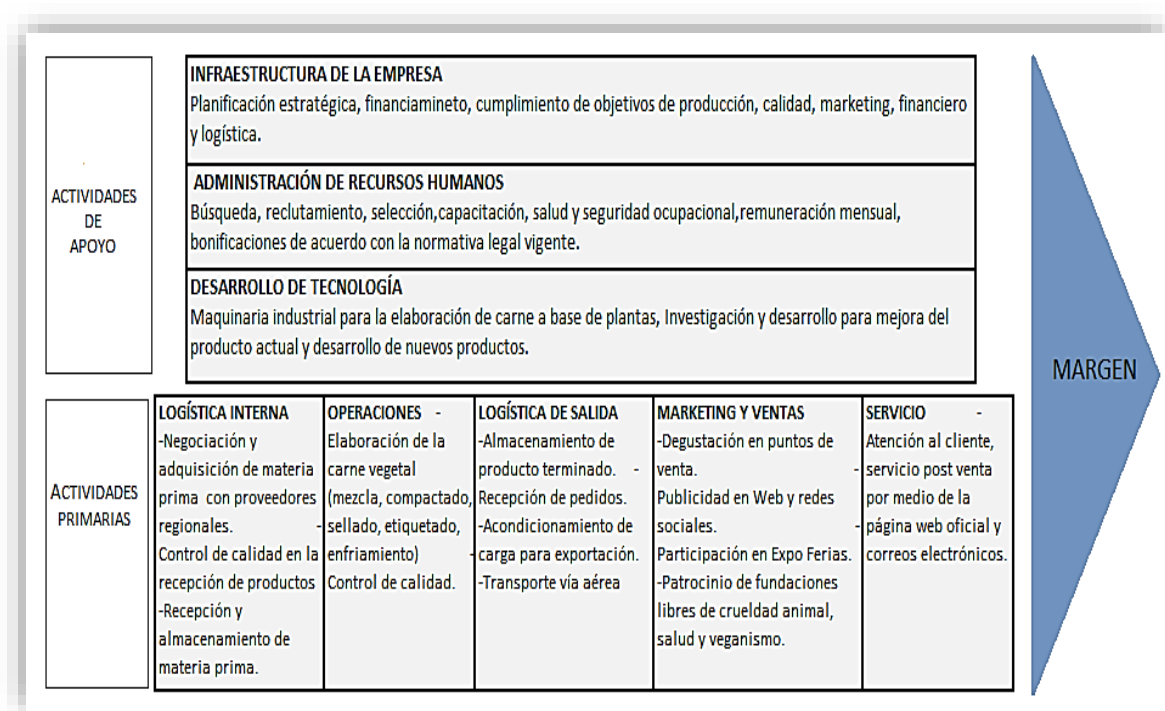 ACTIVIDADES
DE
APOYO
INFRAESTRUCTURA DE LA EMPRESA
Planificación estratégica, financiamineto, cumplimiento de objetivos de producción, calidad, marketing, financiero
y logística.
ADMINISTRACIÓN DE RECURSOS HUMANOS
Búsqueda, reclutamiento, selección,capacitación, salud y seguridad ocupacional,remuneración mensual,
bonificaciones de acuerdo con la normativa legal vigente.
DESARROLLO DE TECNOLOGÍA
Maquinaria industrial para la elaboración de carne a base de plantas, Investigación y desarrollo para mejora del
producto actual y desarrollo de nuevos productos.
ACTIVIDADES
PRIMARIAS
LOGÍSTICA INTERNA
-Negociación y
adquisición de materia
prima con proveedores
regionales. -
Control de calidad en la
recepción de productos
-Recepción y
almacenamiento de
materia prima.
OPERACIONES -
Elaboración de la
carne vegetal
(mezcla, compactado,
sellado, etiquetado,
enfriamiento) -
Control de calidad.
LOGÍSTICA DE SALIDA
-Almacenamiento de
producto terminado. -
Recepción de pedidos.
-Acondicionamiento de
carga para exportación.
-Transporte vía aérea
MARKETING Y VENTAS
-Degustación en puntos de
venta. -
Publicidad en Web y redes
sociales. -
Participación en Expo Ferias.
-Patrocinio de fundaciones
libres de crueldad animal,
salud y veganismo.
SERVICIO -
Atención al cliente,
servicio post venta
por medio de la
página web oficial y
correos electrónicos.
MARGEN